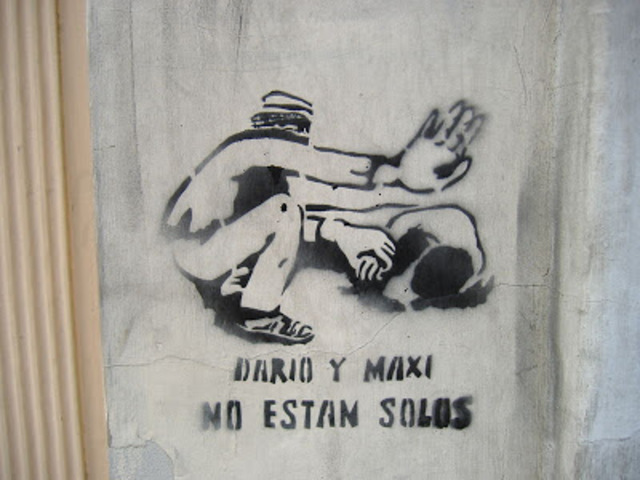 DARIO Y MAXI
NO ESTAN SOLOS